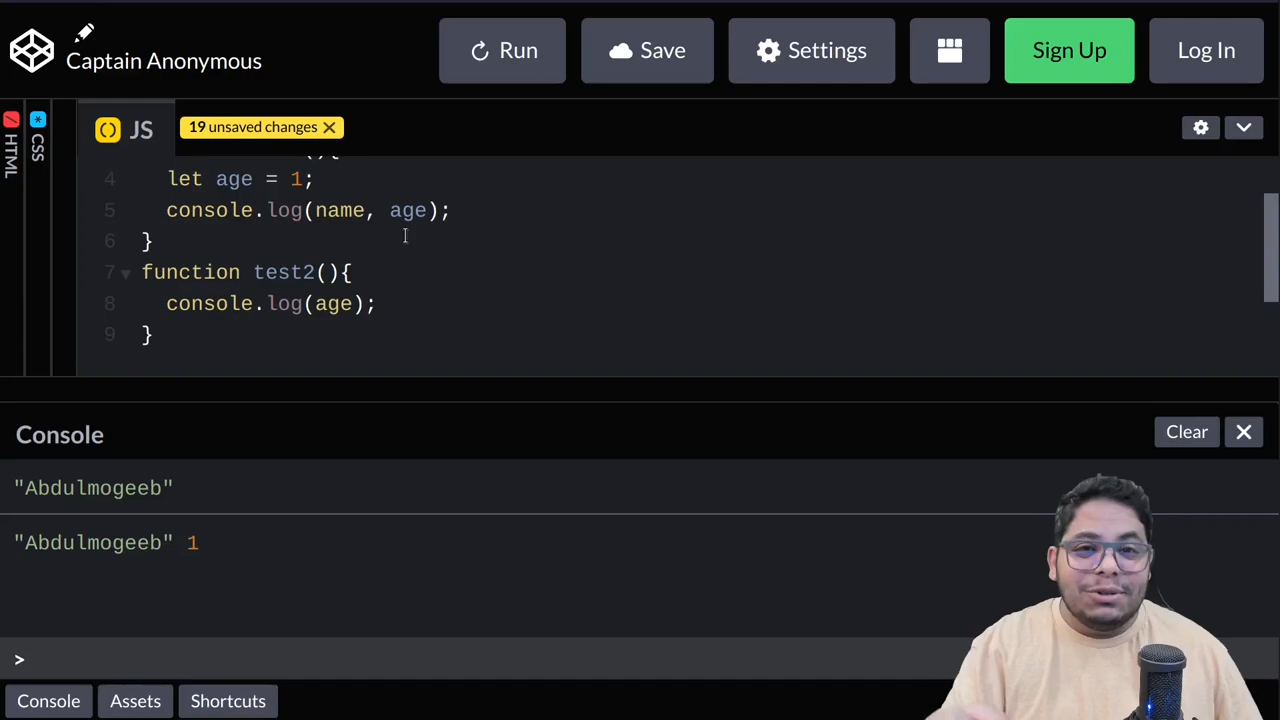 Captain Anonymous
Run
Save
Settings
Sign Up
Log In
HTML
CSS
JS
19 unsaved changes
(){
4 let age = 1;
5 console.log(name, age);
6 }
7 function test2(){
8 console.log(age);
9 }
Console
Clear
"Abdulmogeeb"
"Abdulmogeeb" 1
>
Console
Assets
Shortcuts